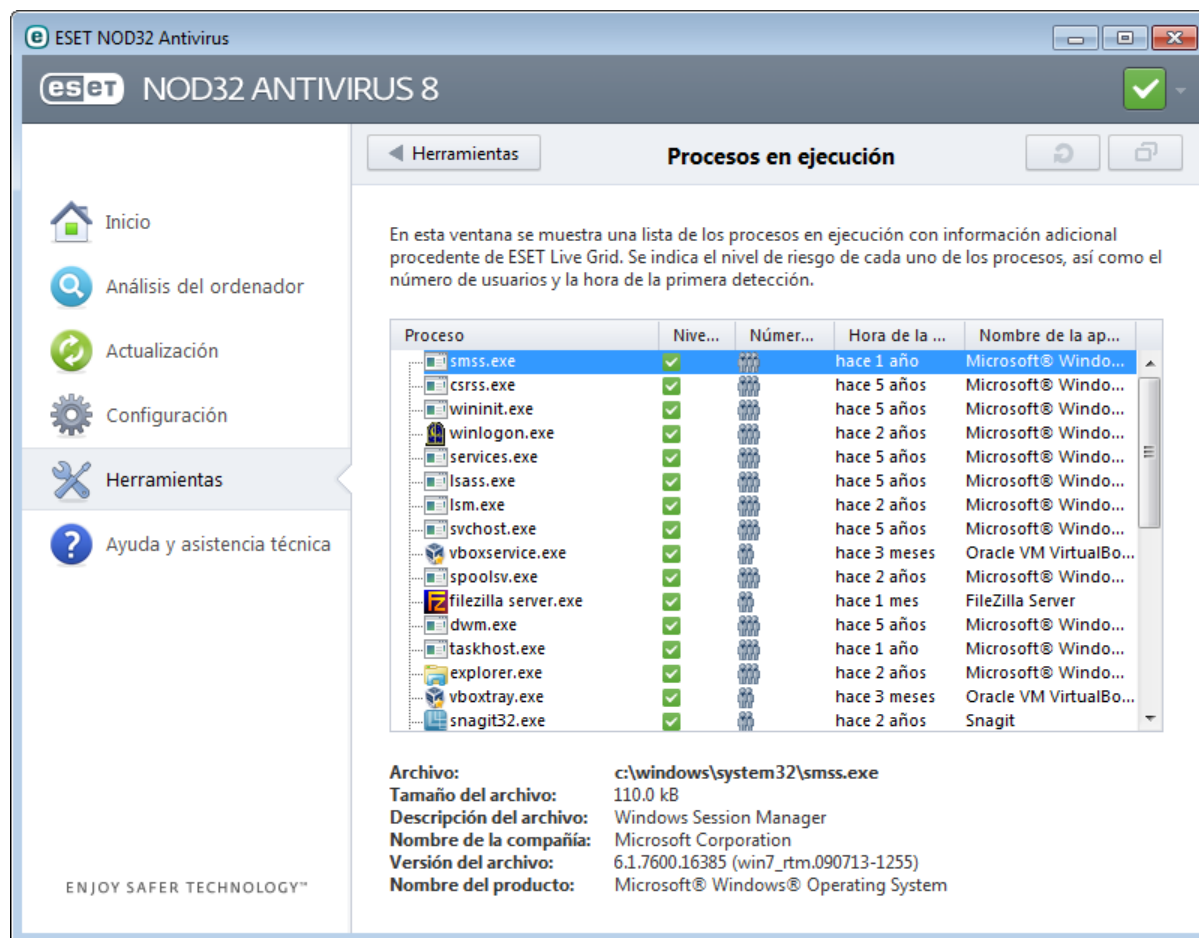 ESET NOD32 Antivirus
eset NOD32 ANTIVIRUS 8
Herramientas
Procesos en ejecución
Inicio
Análisis del ordenador
Actualización
Configuración
Herramientas
Ayuda y asistencia técnica
ENJOY SAFER TECHNOLOGY™
En esta ventana se muestra una lista de los procesos en ejecución con información adicional
procedente de ESET Live Grid. Se indica el nivel de riesgo de cada uno de los procesos, así como el
número de usuarios y la hora de la primera detección.
Proceso Nive... Númer... Hora de la ... Nombre de la ap...
smss.exe hace 1 año Microsoft® Windo...
csrss.exe hace 5 años Microsoft® Windo...
wininit.exe hace 5 años Microsoft® Windo...
winlogon.exe hace 2 años Microsoft® Windo...
services.exe hace 5 años Microsoft® Windo...
lsass.exe hace 5 años Microsoft® Windo...
lsm.exe hace 2 años Microsoft® Windo...
svchost.exe hace 5 años Microsoft® Windo...
vboxservice.exe hace 3 meses Oracle VM VirtualBo...
spoolsv.exe hace 2 años Microsoft® Windo...
filezilla server.exe hace 1 mes FileZilla Server
dwm.exe hace 5 años Microsoft® Windo...
taskhost.exe hace 1 año Microsoft® Windo...
explorer.exe hace 2 años Microsoft® Windo...
vboxtray.exe hace 3 meses Oracle VM VirtualBo...
snagit32.exe hace 2 años Snagit
Archivo: c:\windows\system32\smss.exe
Tamaño del archivo: 110.0 kB
Descripción del archivo: Windows Session Manager
Nombre de la compañía: Microsoft Corporation
Versión del archivo: 6.1.7600.16385 (win7_rtm.090713-1255)
Nombre del producto: Microsoft® Windows® Operating System